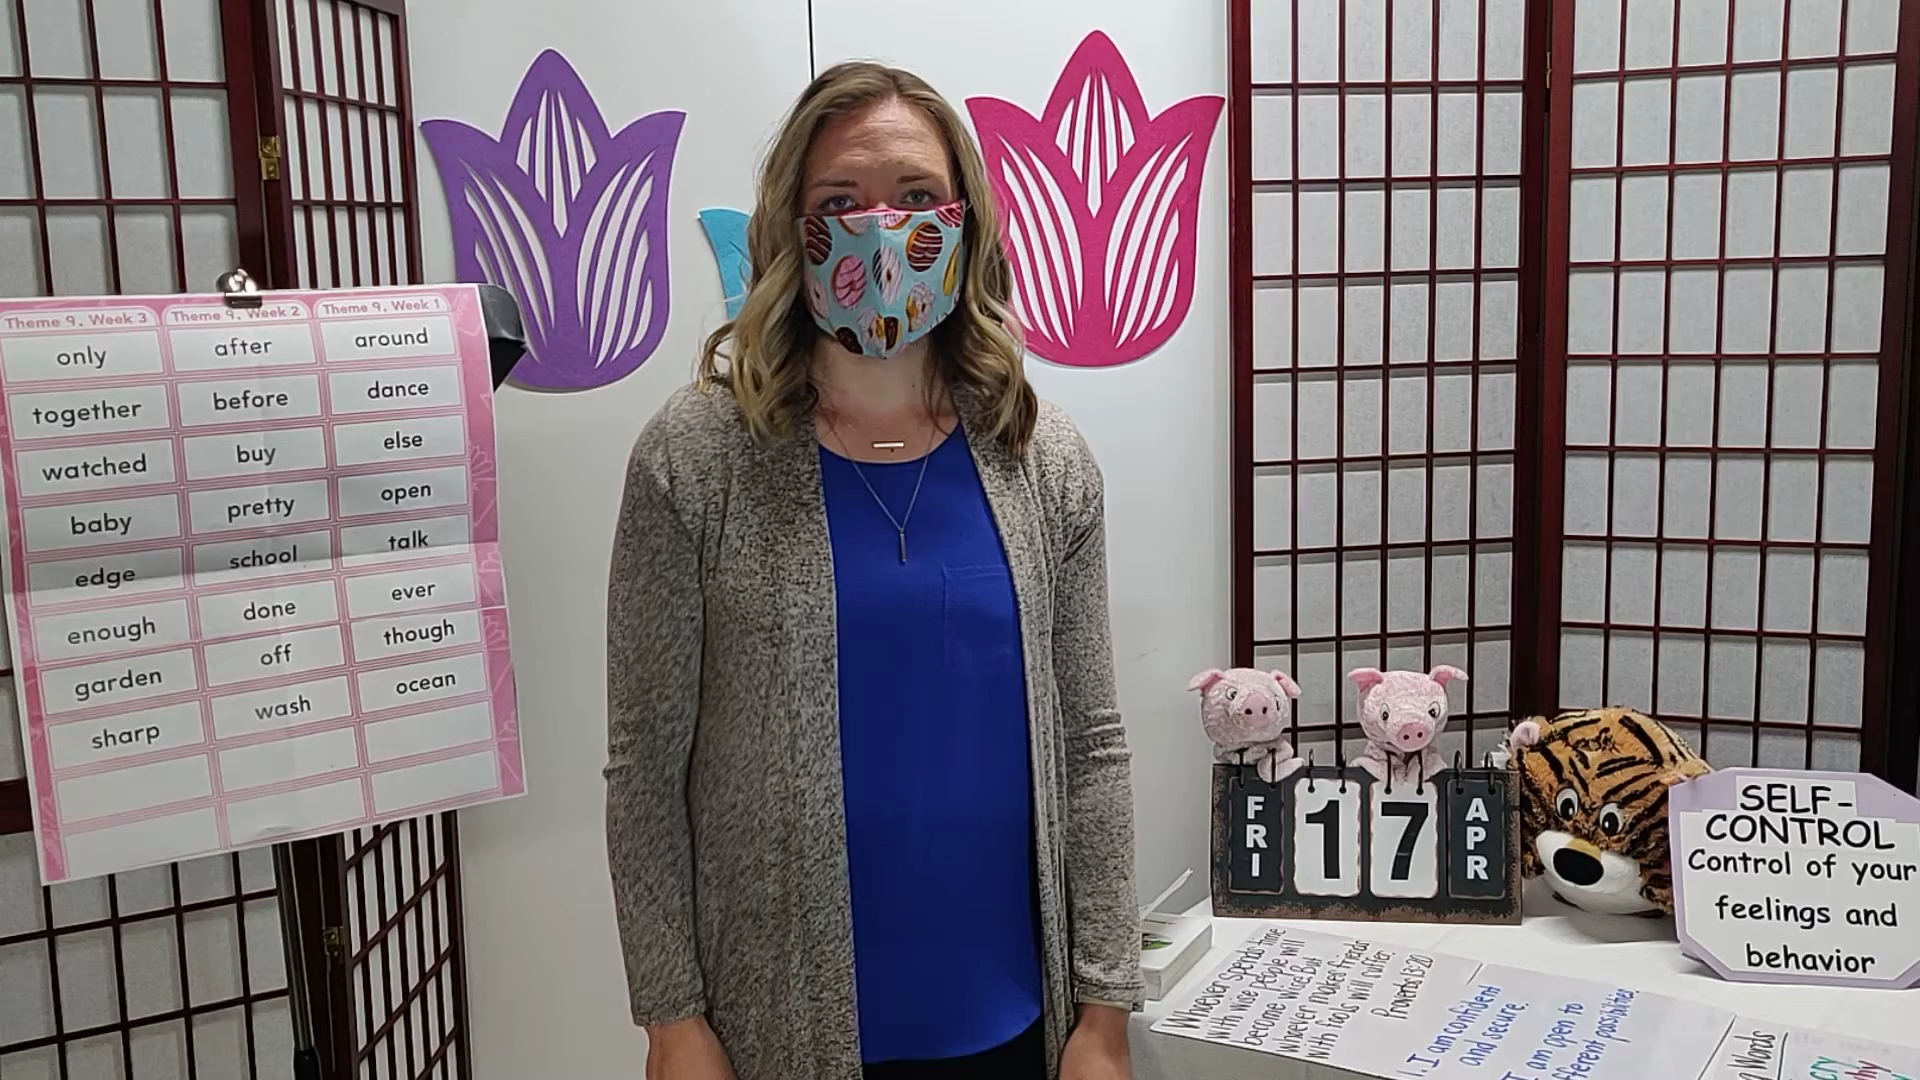 Theme 9, Week 3 Theme 9, Week 2 Theme 9, Week 1
only after around
together before dance
watched buy else
baby pretty open
edge school talk
enough done ever
garden off though
sharp wash ocean
FRI 17 APR
SELF-
CONTROL
Control of your
feelings and
behavior
Whoever spends time
with wise people will
become wise. But
whoever makes friends
with fools will suffer.
Proverbs 13:20
1. I am confident
and secure.
I am open to
fferent possibilities
Words
cry